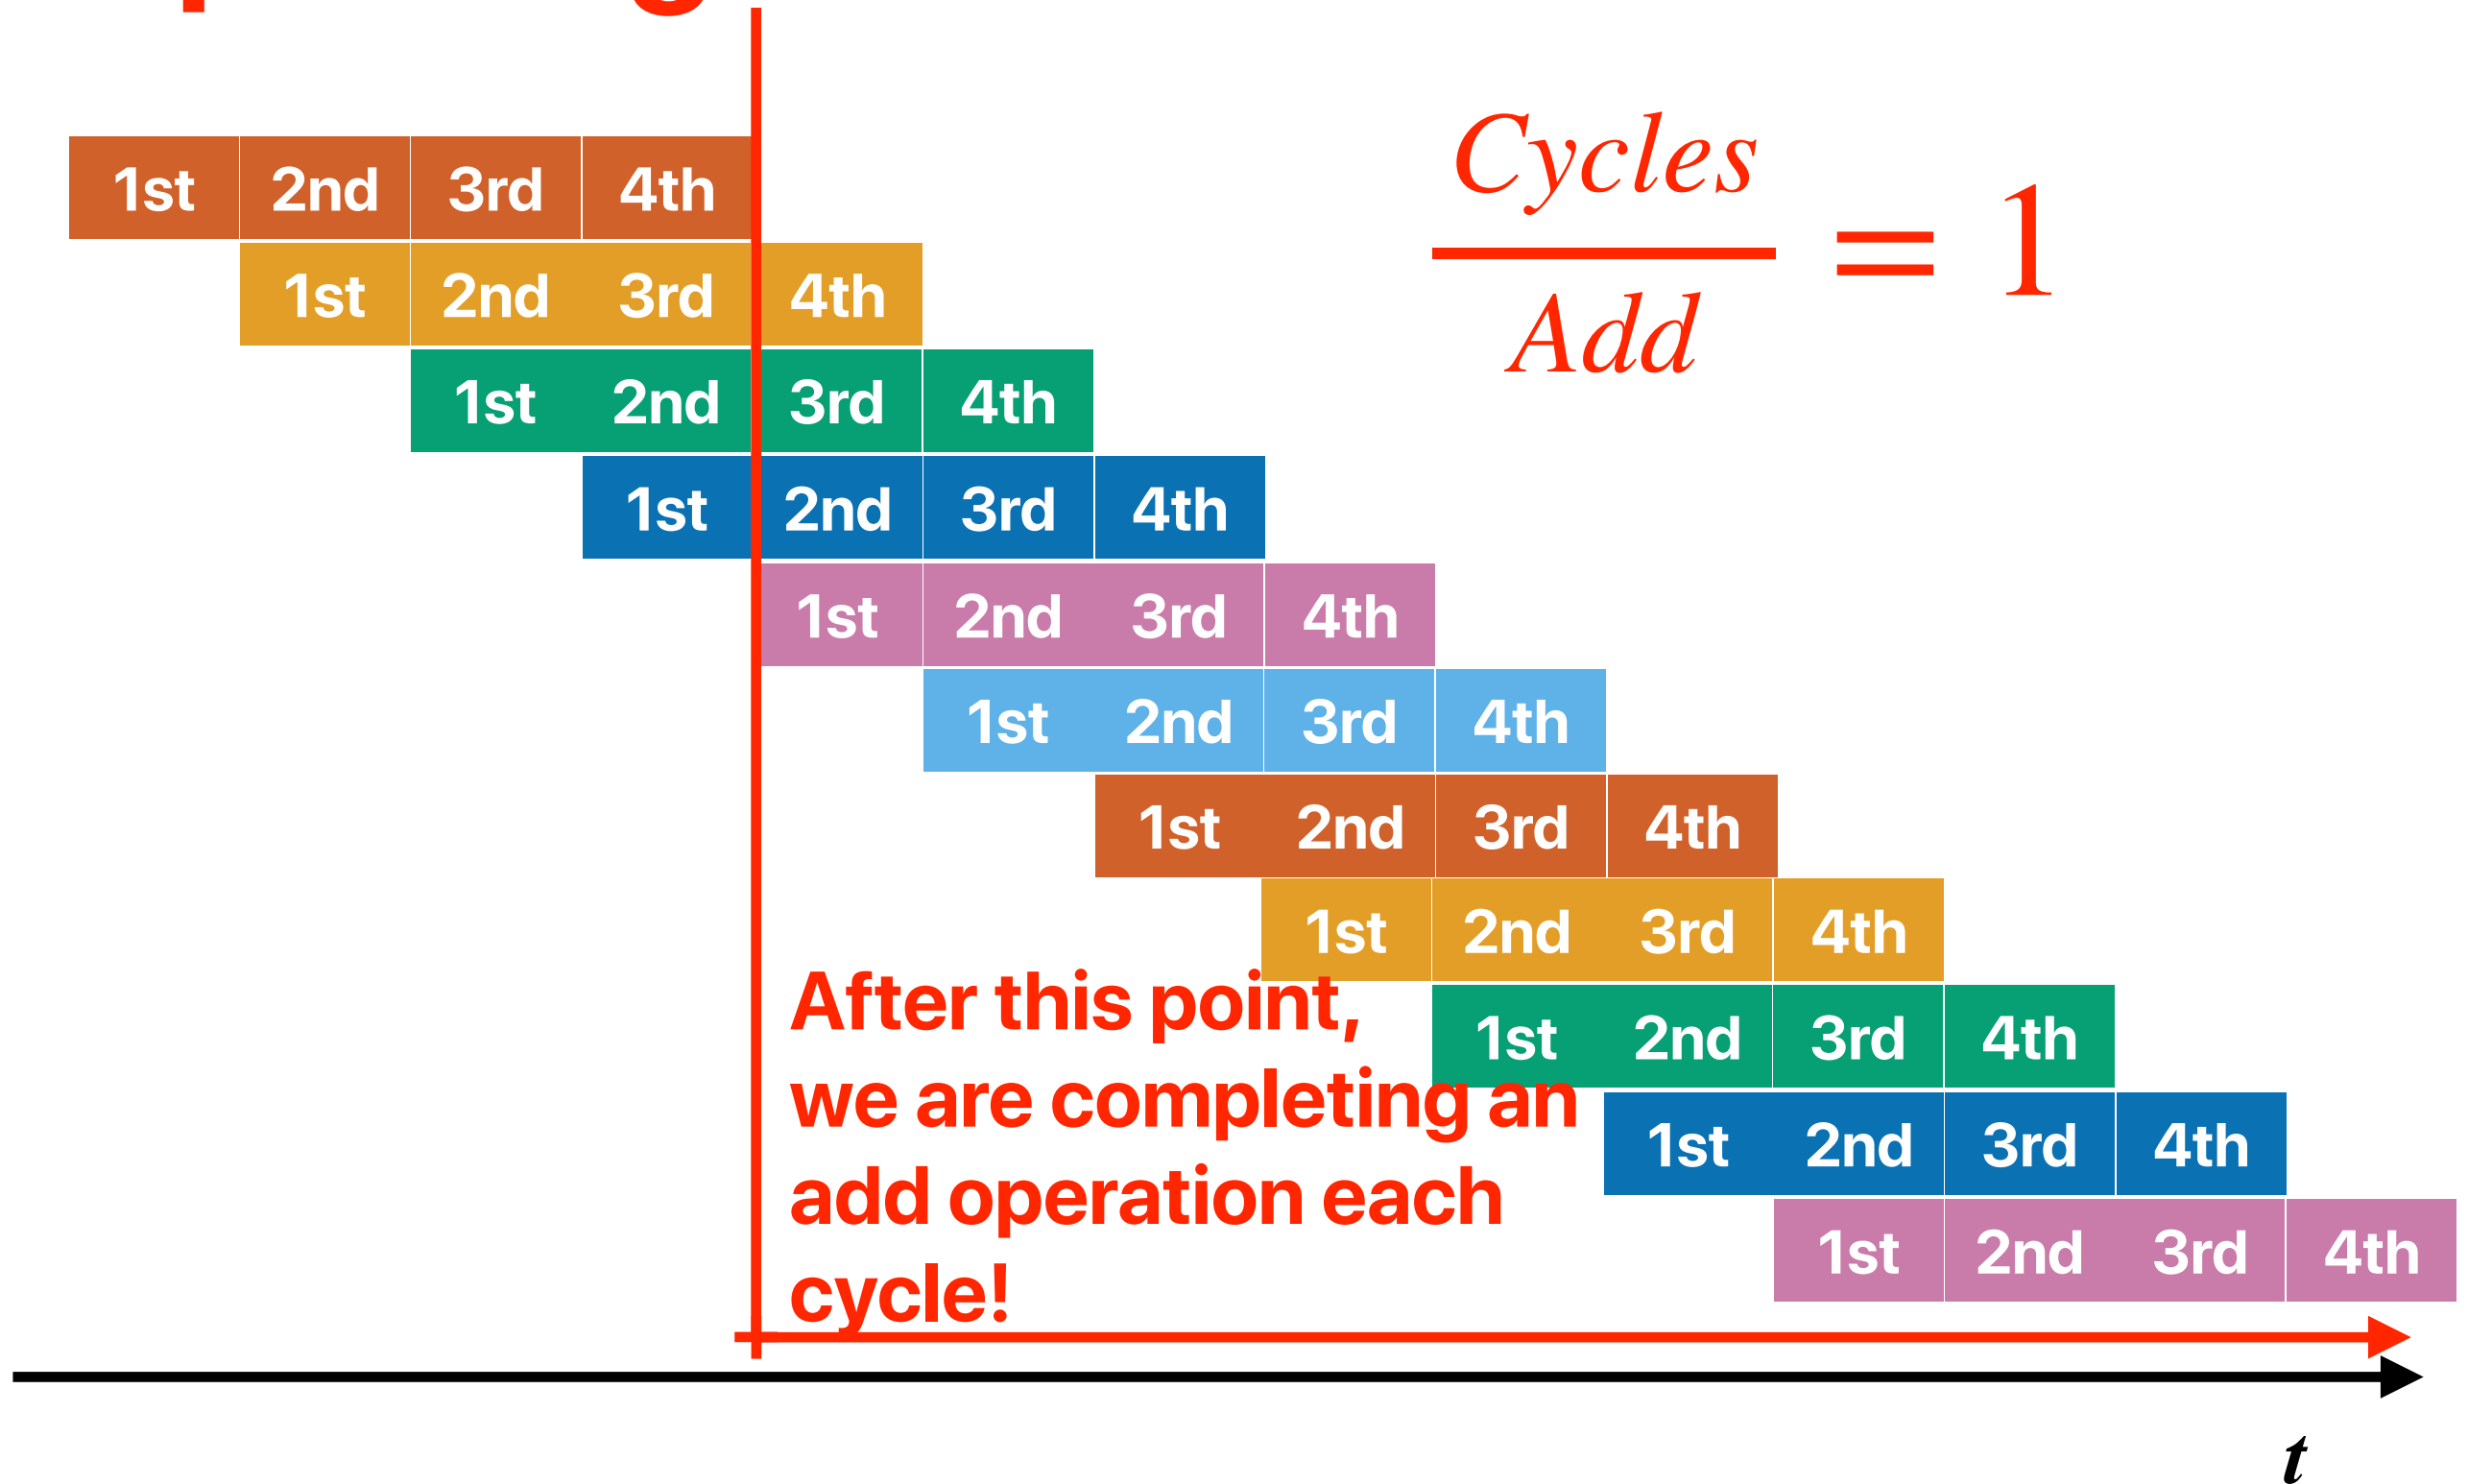 1st 2nd 3rd 4th
1st 2nd 3rd 4th
1st 2nd 3rd 4th
1st 2nd 3rd 4th
1st 2nd 3rd 4th
1st 2nd 3rd 4th
1st 2nd 3rd 4th
1st 2nd 3rd 4th
1st 2nd 3rd 4th
1st 2nd 3rd 4th
1st 2nd 3rd 4th
Cycles
= 1
Add
After this point,
we are completing an
add operation each
cycle!
t